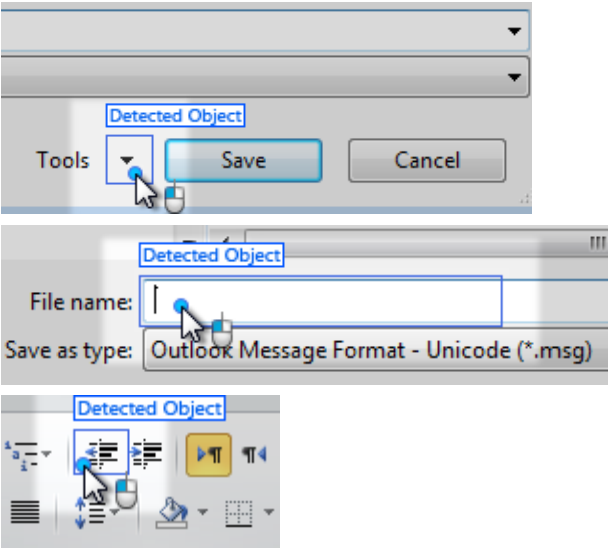 Detected Object
Tools Save Cancel
Detected Object
File name:
Save as type: Outlook Message Format - Unicode (*.msg)
Detected Object